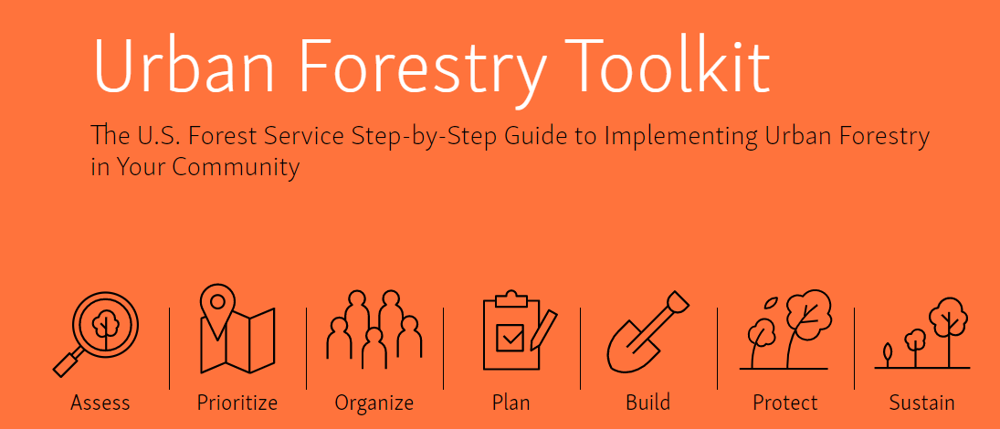 Urban Forestry Toolkit
The U.S. Forest Service Step-by-Step Guide to Implementing Urban Forestry
in Your Community
Assess
Prioritize
Organize
Plan
Build
Protect
Sustain